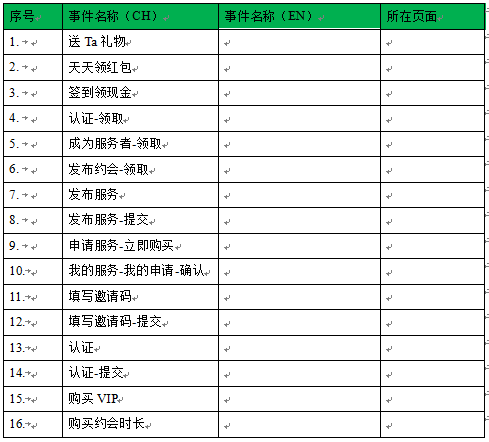 序号 事件名称（CH） 事件名称（EN） 所在页面
1. 送 Ta 礼物
2. 天天领红包
3. 签到领现金
4. 认证-领取
5. 成为服务者-领取
6. 发布约会-领取
7. 发布服务
8. 发布服务-提交
9. 申请服务-立即购买
10. 我的服务-我的申请-确认
11. 填写邀请码
12. 填写邀请码-提交
13. 认证
14. 认证-提交
15. 购买 VIP
16. 购买约会时长